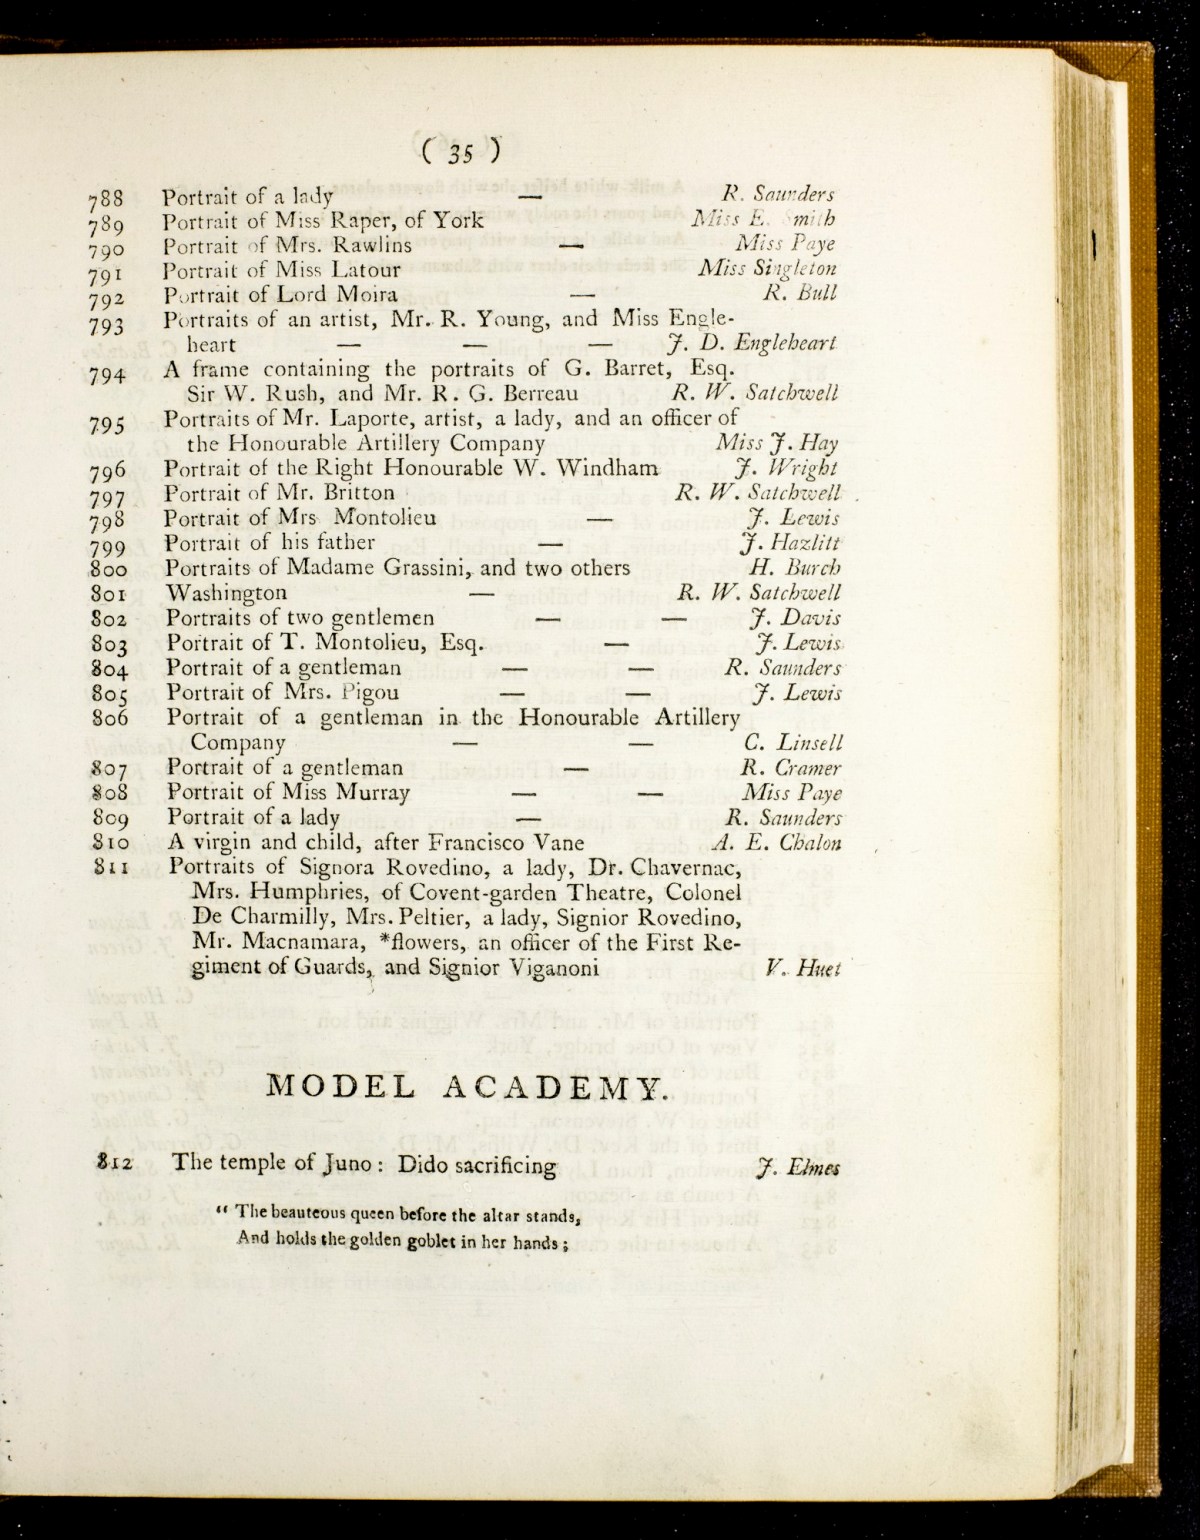 ( 35 )
788 Portrait of a lady — R. Saunders
789 Portrait of Miss Raper, of York Miss E. Smith
790 Portrait of Mrs. Rawlins — Miss Paye
791 Portrait of Miss Latour Miss Singleton
792 Portrait of Lord Moira — R. Bull
793 Portraits of an artist, Mr. R. Young, and Miss Engle-
heart — — — J. D. Engleheart
794 A frame containing the portraits of G. Barret, Esq.
Sir W. Rush, and Mr. R. G. Berreau R. W. Satchwell
795 Portraits of Mr. Laporte, artist, a lady, and an officer of
the Honourable Artillery Company Miss J. Hay
796 Portrait of the Right Honourable W. Windham J. Wright
797 Portrait of Mr. Britton R. W. Satchwell
798 Portrait of Mrs Montolieu — J. Lewis
799 Portrait of his father — J. Hazlitt
800 Portraits of Madame Grassini, and two others H. Burch
801 Washington — R. W. Satchwell
802 Portraits of two gentlemen — — J. Davis
803 Portrait of T. Montolieu, Esq. — J. Lewis
804 Portrait of a gentleman — — R. Saunders
805 Portrait of Mrs. Pigou — — J. Lewis
806 Portrait of a gentleman in the Honourable Artillery
Company — — C. Linsell
807 Portrait of a gentleman — R. Cramer
808 Portrait of Miss Murray — — Miss Paye
809 Portrait of a lady — R. Saunders
810 A virgin and child, after Francisco Vane A. E. Chalon
811 Portraits of Signora Rovedino, a lady, Dr. Chavernac,
Mrs. Humphries, of Covent-garden Theatre, Colonel
De Charmilly, Mrs. Peltier, a lady, Signior Rovedino,
Mr. Macnamara, *flowers, an officer of the First Re-
giment of Guards, and Signior Viganoni V. Huet
MODEL ACADEMY.
812 The temple of Juno: Dido sacrificing J. Elmes
“ The beauteous queen before the altar stands,
And holds the golden goblet in her hands;